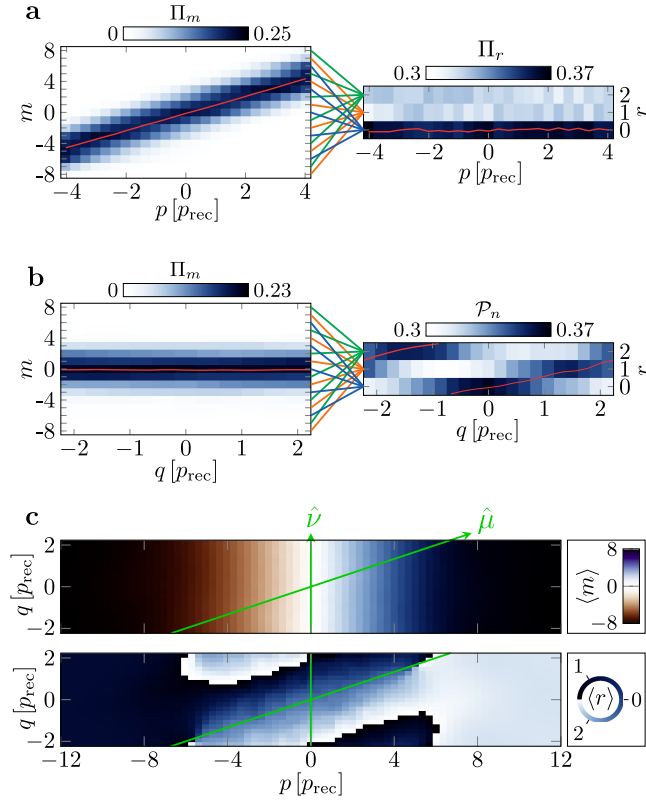 a
0 Π_m 0.25
8
4
0
−4
−8
m
−4 −2 0 2 4
p [p_rec]
0.3 Π_r 0.37
2
1
0
r
−4 −3 −2 −1 0 1 2 3 4
p [p_rec]
b
0 Π_m 0.23
8
4
0
−4
−8
m
−2 −1 0 1 2
q [p_rec]
0.3 𝒫_n 0.37
2
1
0
r
−2 −1 0 1 2
q [p_rec]
c
ν̂ μ̂
2
0
−2
q [p_rec]
8
−8
⟨m⟩
2
0
−2
q [p_rec]
−12 −8 −4 0 4 8 12
p [p_rec]
1
⟨r⟩ 0
2